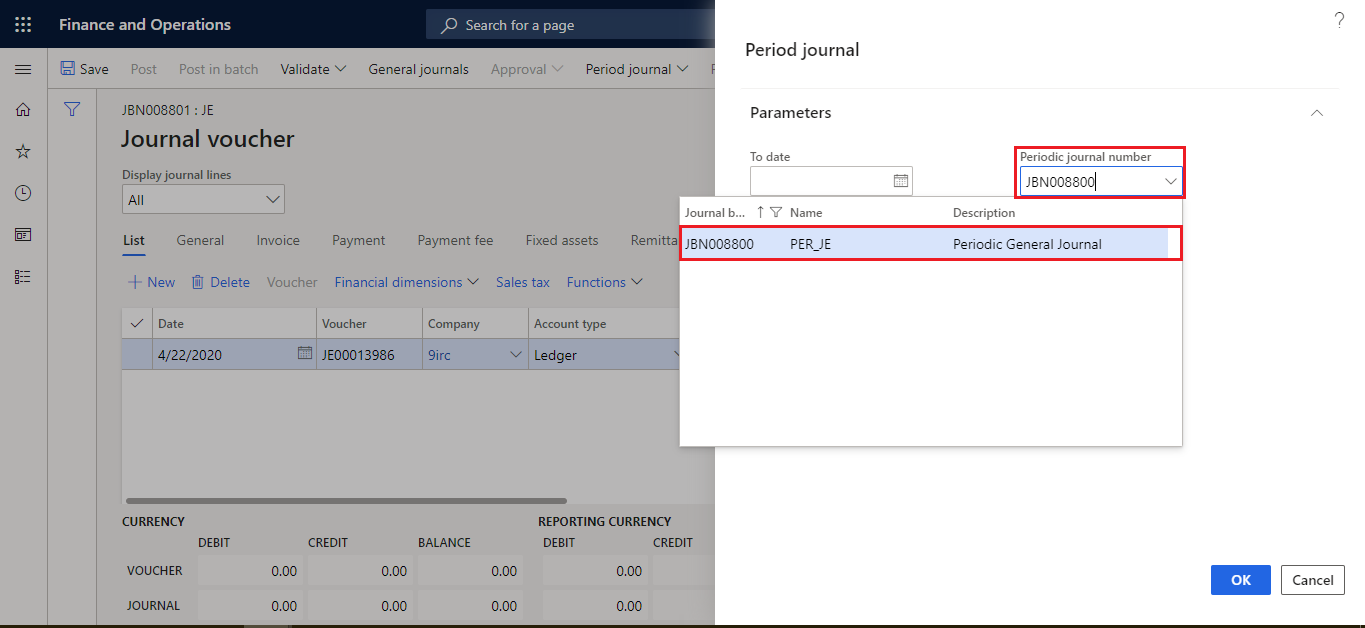 Finance and Operations
Search for a page
?
Save Post Post in batch Validate General journals Approval Period journal
JBN008801 : JE
Journal voucher
Display journal lines
All
List General Invoice Payment Payment fee Fixed assets Remitta
New Delete Voucher Financial dimensions Sales tax Functions
Date Voucher Company Account type
4/22/2020 JE00013986 9irc Ledger
CURRENCY REPORTING CURRENCY
DEBIT CREDIT BALANCE DEBIT CREDIT
VOUCHER 0.00 0.00 0.00 0.00
JOURNAL 0.00 0.00 0.00 0.00
Period journal
Parameters
To date Periodic journal number
JBN008800
Journal b... Name Description
JBN008800 PER_JE Periodic General Journal
OK Cancel